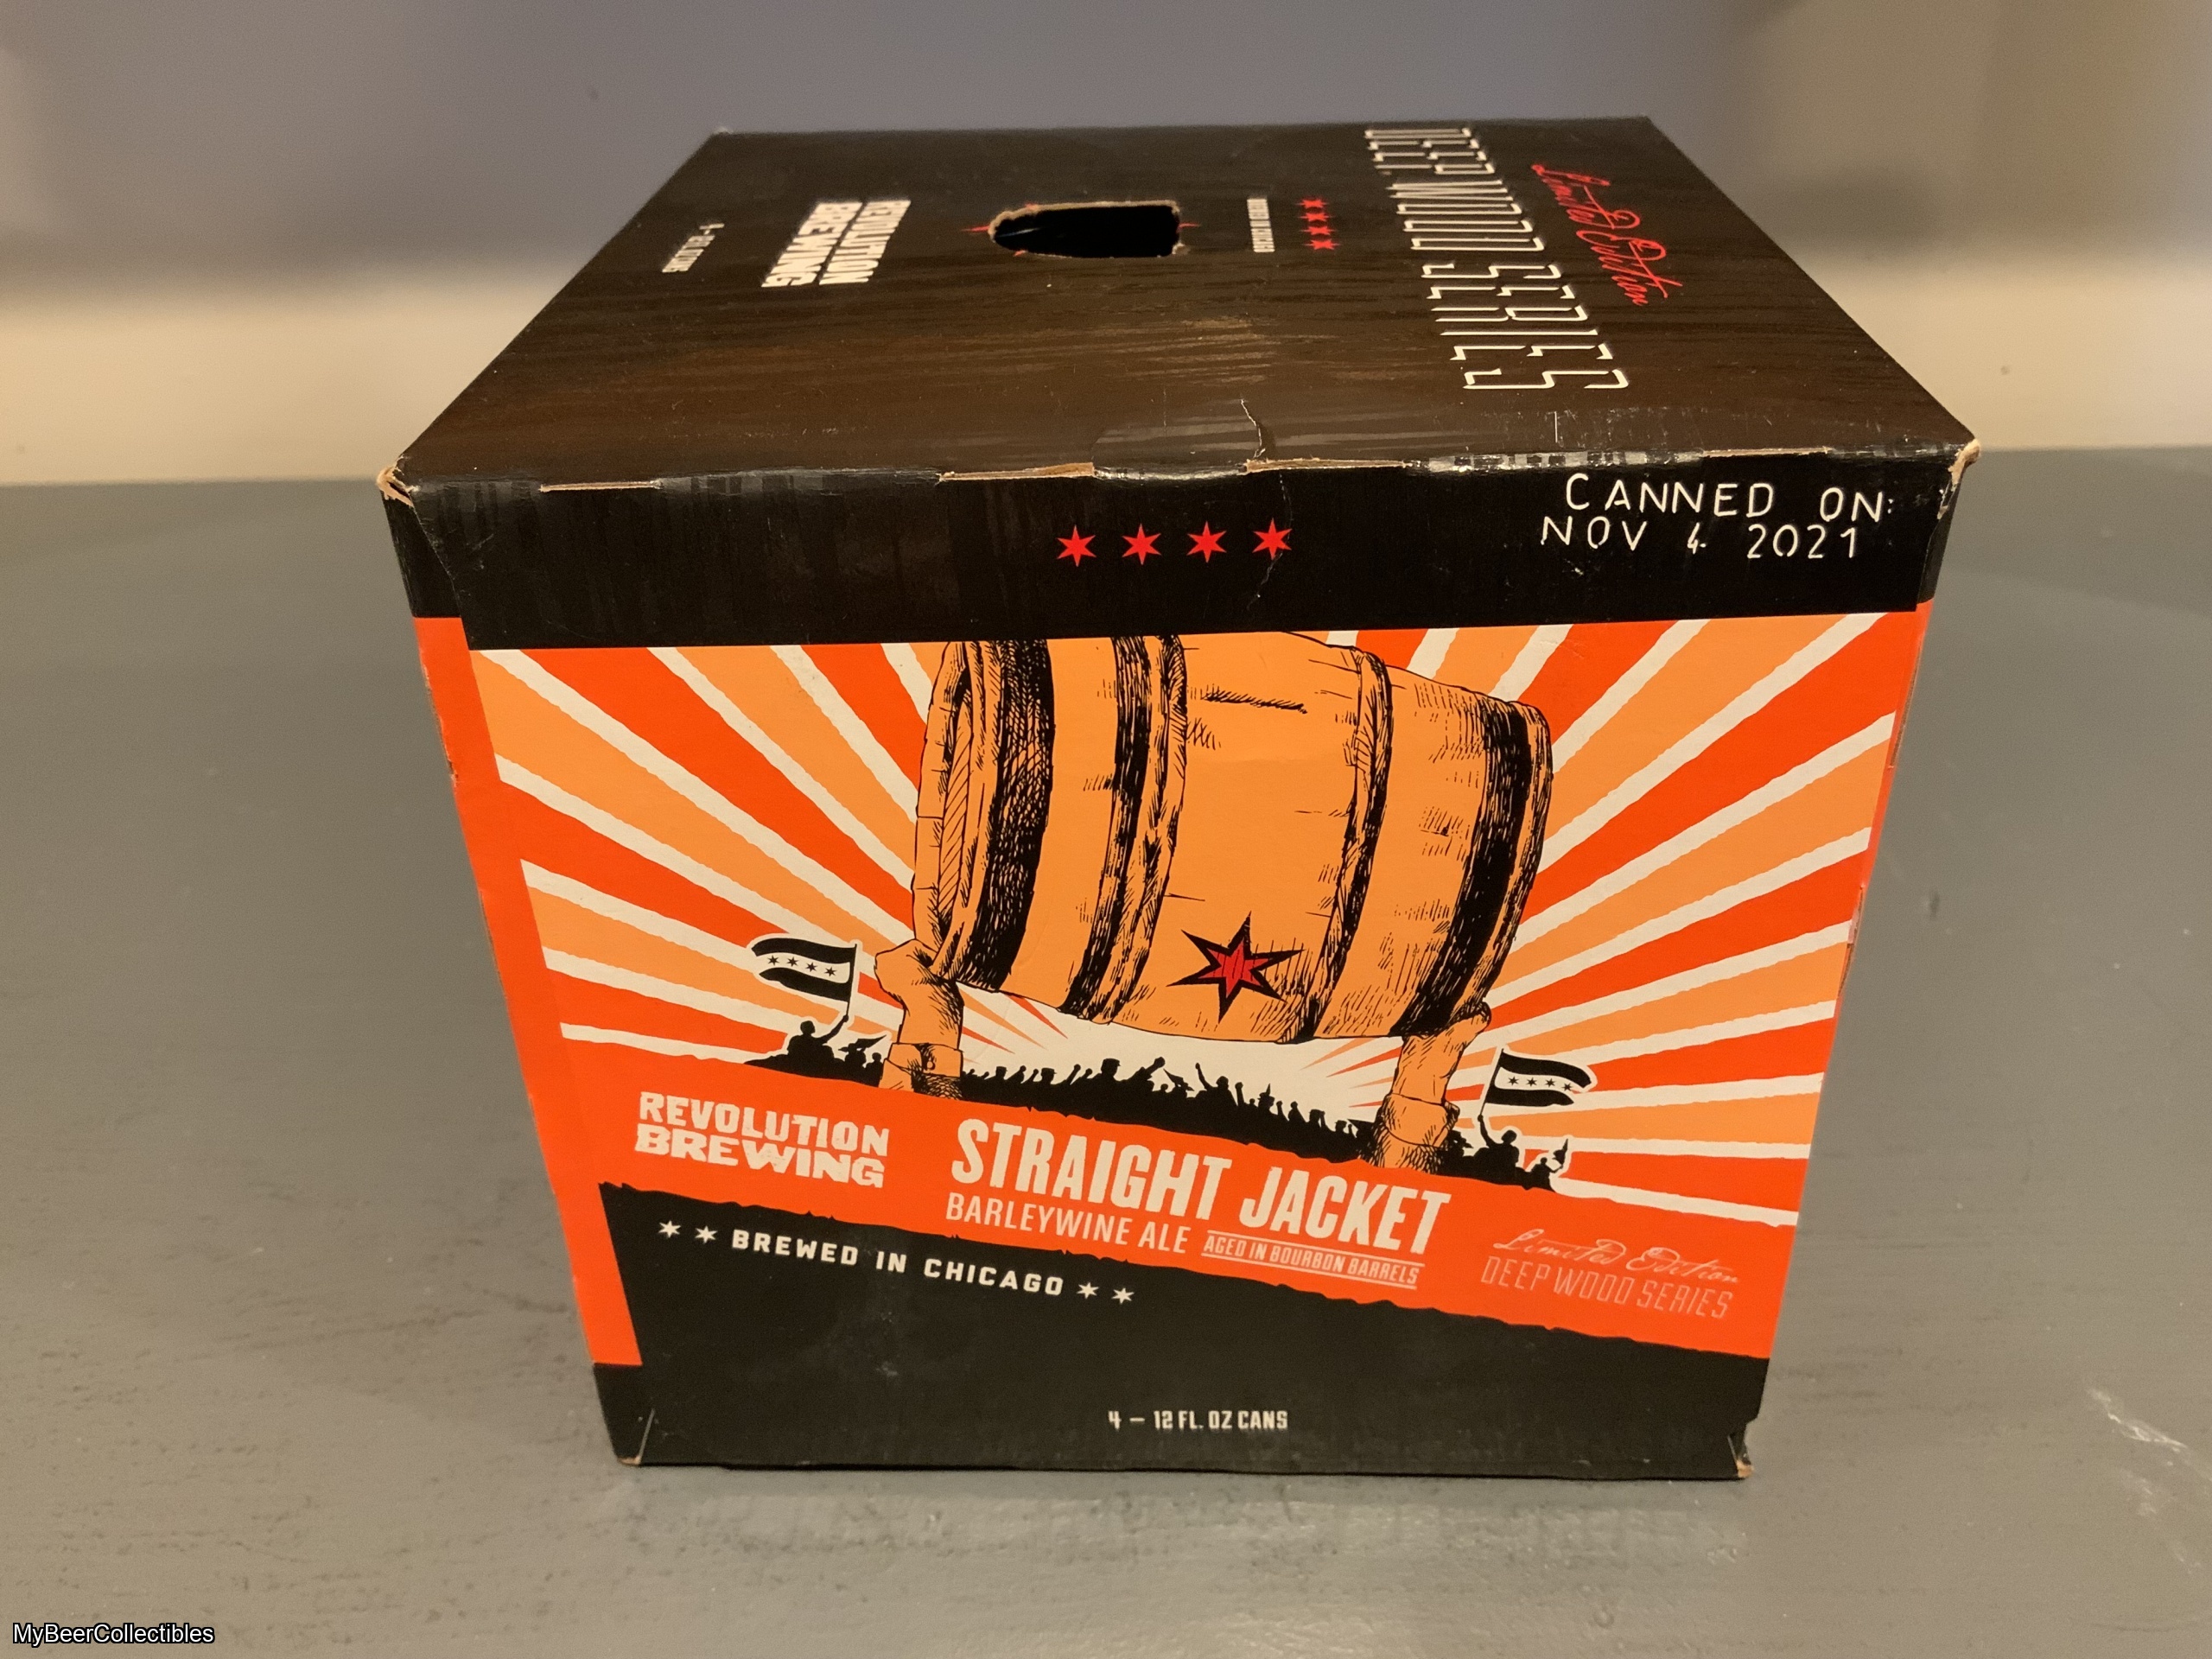 Limited Edition
DEEP WOOD SERIES
REVOLUTION
BREWING
CANNED ON:
NOV 4 2021
REVOLUTION
BREWING
STRAIGHT JACKET
BARLEYWINE ALE AGED IN BOURBON BARRELS
Limited Edition
DEEP WOOD SERIES
BREWED IN CHICAGO
4 – 12 FL. OZ CANS
MyBeerCollectibles